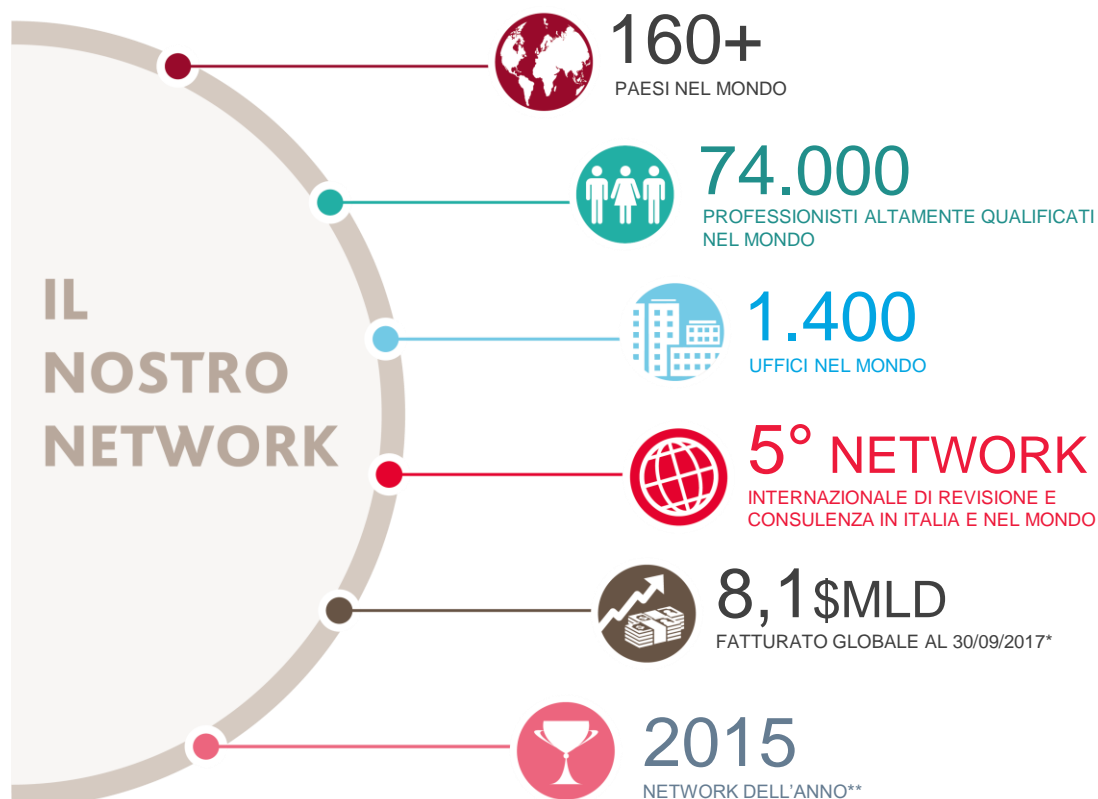 IL
NOSTRO
NETWORK
160+
PAESI NEL MONDO
74.000
PROFESSIONISTI ALTAMENTE QUALIFICATI
NEL MONDO
1.400
UFFICI NEL MONDO
5° NETWORK
INTERNAZIONALE DI REVISIONE E
CONSULENZA IN ITALIA E NEL MONDO
8,1$MLD
FATTURATO GLOBALE AL 30/09/2017*
2015
NETWORK DELL'ANNO**